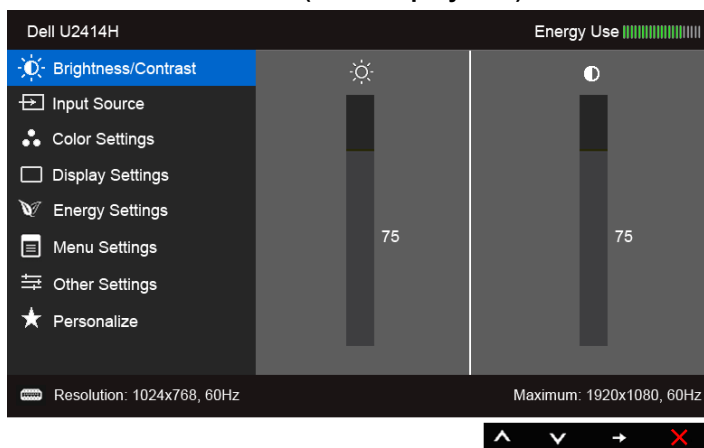 Dell U2414H Energy Use
Brightness/Contrast
Input Source
Color Settings
Display Settings
Energy Settings
75 75
Menu Settings
Other Settings
Personalize
Resolution: 1024x768, 60Hz Maximum: 1920x1080, 60Hz